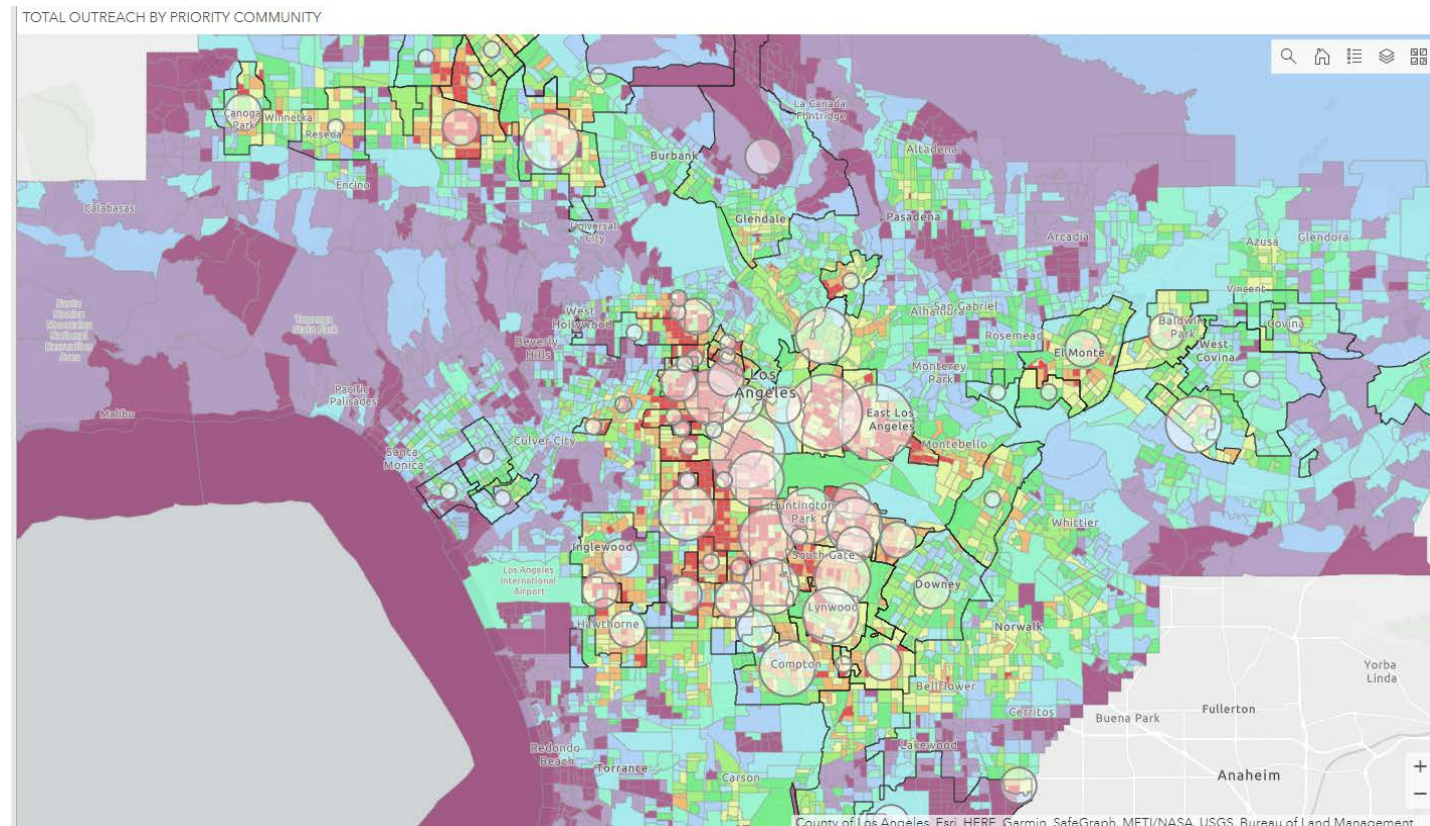 TOTAL OUTREACH BY PRIORITY COMMUNITY
La Canada
Flintridge
Canoga
Park
Winnetka
Reseda
Burbank
Altadena
Encino
Calabasas
Glendale
Pasadena
Universal
City
Arcadia
Azusa
Glendora
Vincent
Santa
Monica
Mountains
National
Recreation
Area
Topanga
State Park
West
Hollywood
San Gabriel
Alhambra
Rosemead
Baldwin
Park
Covina
Beverly
Hills
El Monte
West
Covina
Monterey
Park
Los
Angeles
Pacific
Palisades
Malibu
East Los
Angeles
Culver City
Montebello
Santa
Monica
Huntington
Park
Whittier
Inglewood
South Gate
Los Angeles
International
Airport
Downey
Lynwood
Hawthorne
Norwalk
Compton
Yorba
Linda
Bellflower
Cerritos
Fullerton
Buena Park
Redondo
Beach
Lakewood
Torrance
Carson
Anaheim
+
−
County of Los Angeles, Esri, HERE, Garmin, SafeGraph, METI/NASA, USGS, Bureau of Land Management